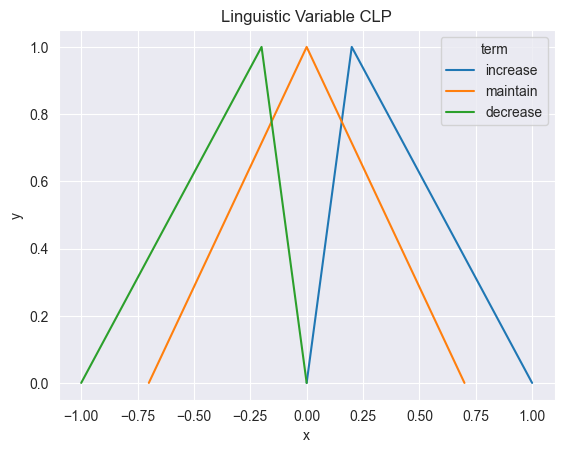 Linguistic Variable CLP
term
increase
maintain
decrease
y
1.0
0.8
0.6
0.4
0.2
0.0
−1.00 −0.75 −0.50 −0.25 0.00 0.25 0.50 0.75 1.00
x